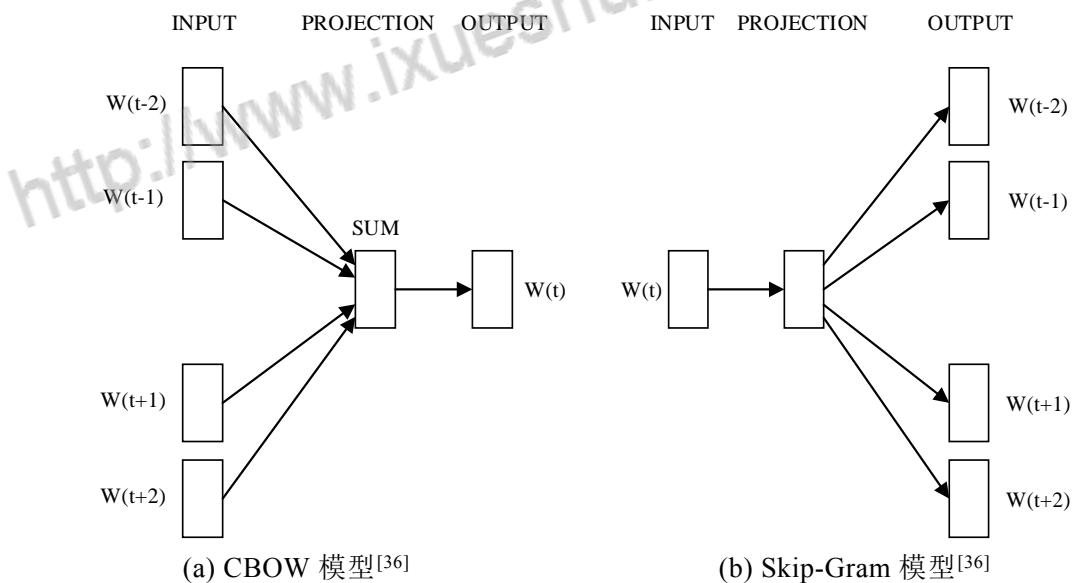 INPUT PROJECTION OUTPUT
W(t-2)
W(t-1)
SUM
W(t)
W(t+1)
W(t+2)
(a) CBOW 模型[36]
INPUT PROJECTION OUTPUT
W(t-2)
W(t-1)
W(t)
W(t+1)
W(t+2)
(b) Skip-Gram 模型[36]
http://www.ixuesh